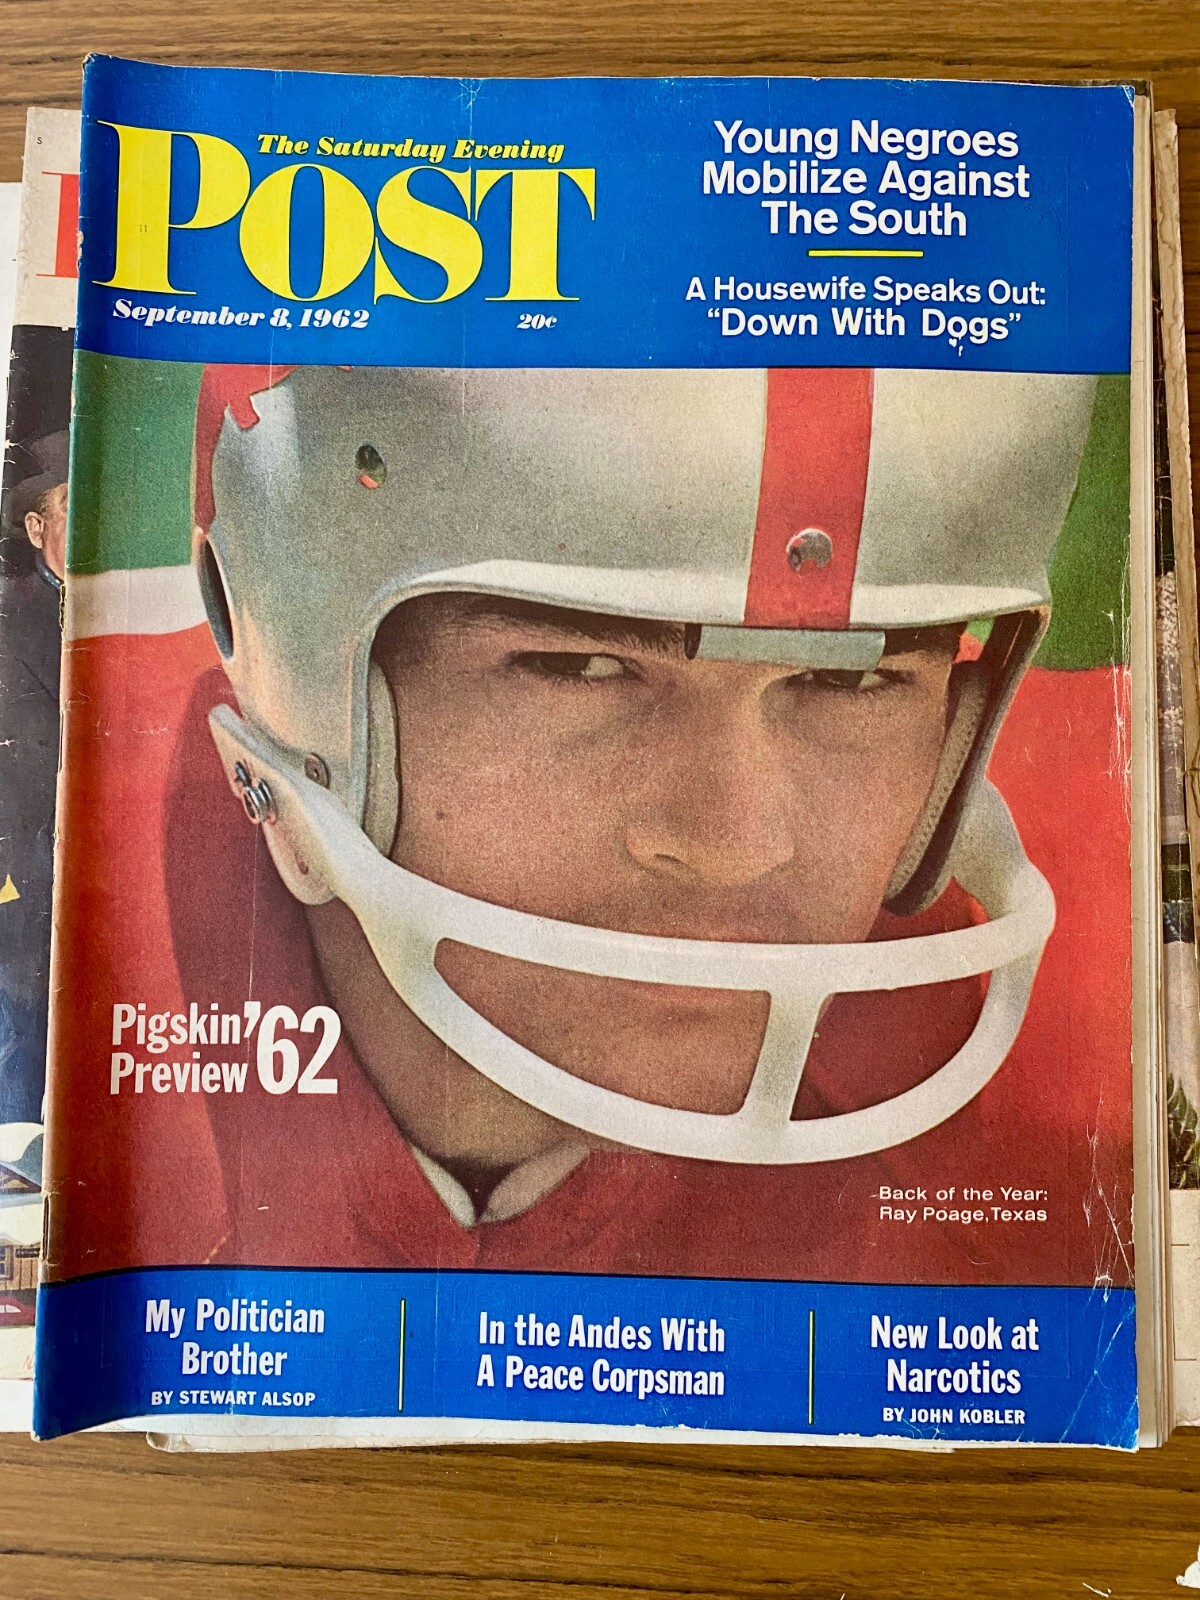 The Saturday Evening
POST
September 8, 1962
20¢
Young Negroes
Mobilize Against
The South
A Housewife Speaks Out:
"Down With Dogs"
Pigskin
Preview
'62
Back of the Year:
Ray Poage, Texas
My Politician
Brother
BY STEWART ALSOP
In the Andes With
A Peace Corpsman
New Look at
Narcotics
BY JOHN KOBLER